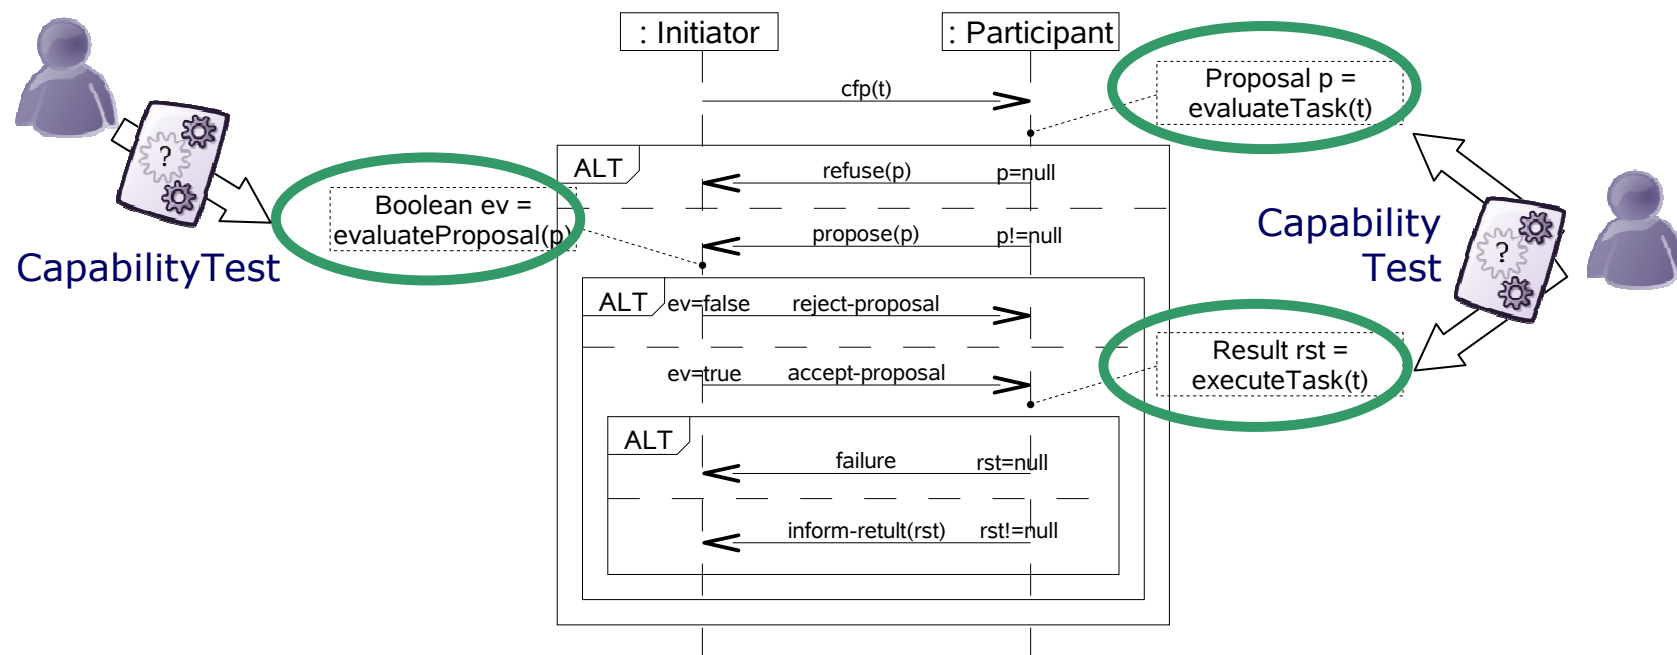 : Initiator
: Participant
cfp(t)
Proposal p =
evaluateTask(t)
?
ALT
refuse(p)
p=null
Boolean ev =
evaluateProposal(p)
propose(p)
p!=null
CapabilityTest
Capability
Test
?
ALT
ev=false
reject-proposal
ev=true
accept-proposal
Result rst =
executeTask(t)
ALT
failure
rst=null
inform-retult(rst)
rst!=null